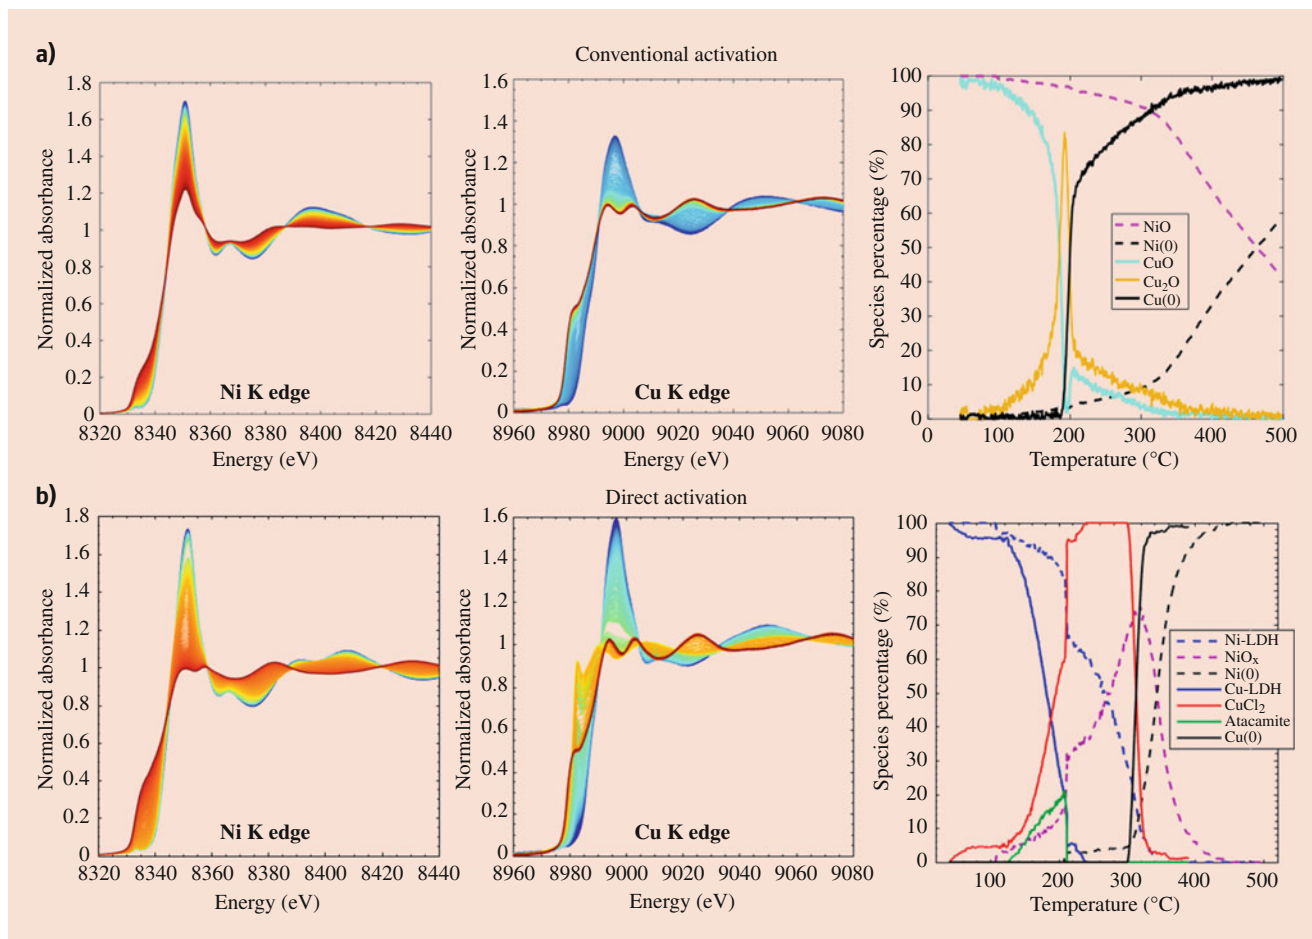 a)
Conventional activation
Normalized absorbance
1.8
1.6
1.4
1.2
1
0.8
0.6
0.4
0.2
0
Ni K edge
8320 8340 8360 8380 8400 8420 8440
Energy (eV)
Normalized absorbance
1.6
1.4
1.2
1
0.8
0.6
0.4
0.2
0
Cu K edge
8960 8980 9000 9020 9040 9060 9080
Energy (eV)
Species percentage (%)
100
90
80
70
60
50
40
30
20
10
0
NiO
Ni(0)
CuO
Cu₂O
Cu(0)
0 100 200 300 400 500
Temperature (°C)
b)
Direct activation
Normalized absorbance
1.8
1.6
1.4
1.2
1
0.8
0.6
0.4
0.2
0
Ni K edge
8320 8340 8360 8380 8400 8420 8440
Energy (eV)
Normalized absorbance
1.6
1.4
1.2
1
0.8
0.6
0.4
0.2
0
Cu K edge
8960 8980 9000 9020 9040 9060 9080
Energy (eV)
Species percentage (%)
100
90
80
70
60
50
40
30
20
10
0
Ni-LDH
NiOₓ
Ni(0)
Cu-LDH
CuCl₂
Atacamite
Cu(0)
100 200 300 400 500
Temperature (°C)